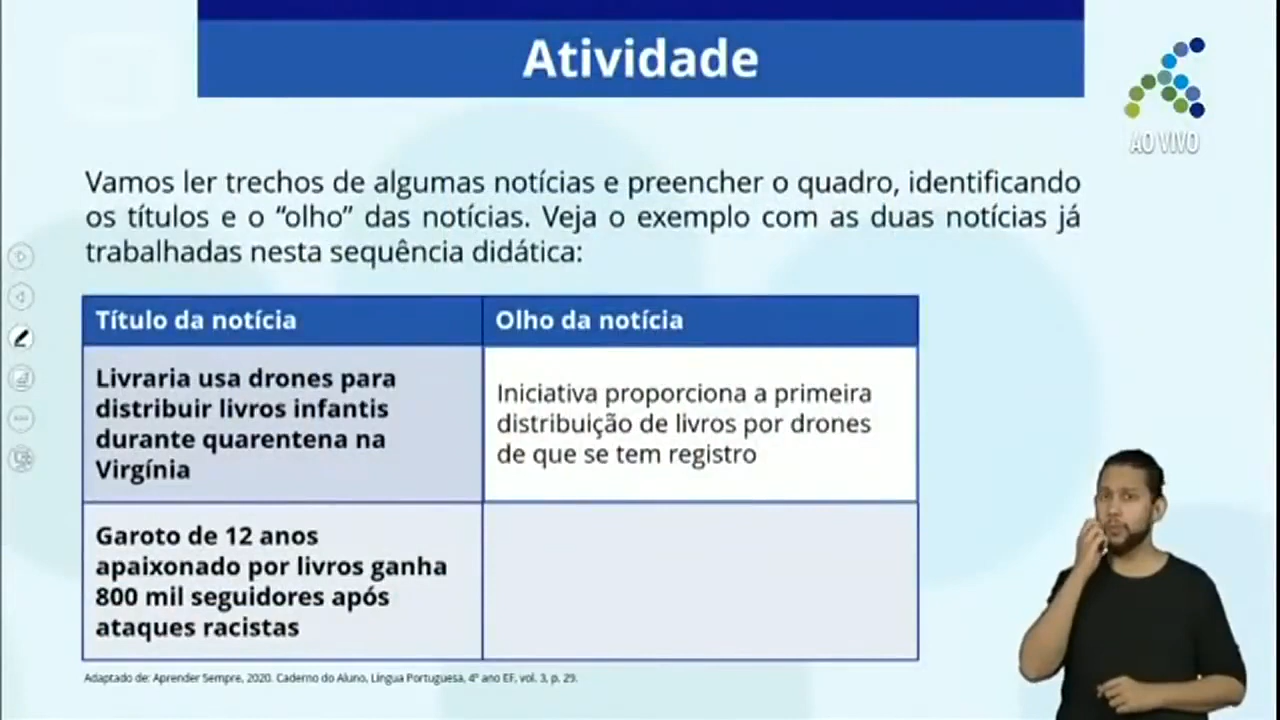 Atividade
AO VIVO
Vamos ler trechos de algumas notícias e preencher o quadro, identificando
os títulos e o “olho” das notícias. Veja o exemplo com as duas notícias já
trabalhadas nesta sequência didática:
Título da notícia
Olho da notícia
Livraria usa drones para
distribuir livros infantis
durante quarentena na
Virgínia
Iniciativa proporciona a primeira
distribuição de livros por drones
de que se tem registro
Garoto de 12 anos
apaixonado por livros ganha
800 mil seguidores após
ataques racistas
Adaptado de: Aprender Sempre, 2020. Caderno do Aluno, Língua Portuguesa, 4º ano EF, vol. 3, p. 29.